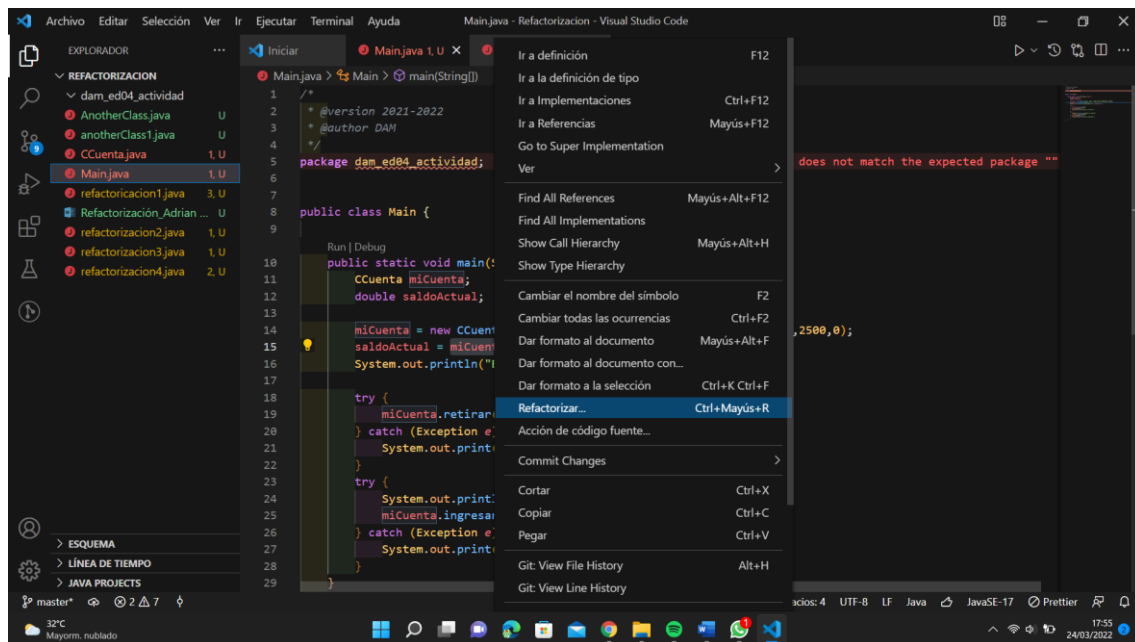 Archivo Editar Selección Ver Ir Ejecutar Terminal Ayuda Main.java - Refactorizacion - Visual Studio Code
EXPLORADOR
REFACTORIZACION
dam_ed04_actividad
AnotherClass.java U
anotherClass1.java U
CCuenta.java 1, U
Main.java 1, U
refactoricacion1.java 3, U
Refactorización_Adrian ... U
refactorizacion2.java 1, U
refactorizacion3.java 1, U
refactorizacion4.java 2, U
9
ESQUEMA
LÍNEA DE TIEMPO
JAVA PROJECTS
Iniciar Main.java 1, U
Main.java > Main > main(String[])
1 /*
2 * @version 2021-2022
3 * @author DAM
4 */
5 package dam_ed04_actividad; does not match the expected package ""
6
7
8 public class Main {
9
Run | Debug
10 public static void main(
11 CCuenta miCuenta;
12 double saldoActual;
13
14 miCuenta = new CCuent ,2500,0);
15 saldoActual = miCuent
16 System.out.println("
17
18 try {
19 miCuenta.retirar
20 } catch (Exception e
21 System.out.print
22 }
23 try {
24 System.out.print
25 miCuenta.ingresar
26 } catch (Exception e
27 System.out.print
28 }
29 }
Ir a definición F12
Ir a la definición de tipo
Ir a Implementaciones Ctrl+F12
Ir a Referencias Mayús+F12
Go to Super Implementation
Ver
Find All References Mayús+Alt+F12
Find All Implementations
Show Call Hierarchy Mayús+Alt+H
Show Type Hierarchy
Cambiar el nombre del símbolo F2
Cambiar todas las ocurrencias Ctrl+F2
Dar formato al documento Mayús+Alt+F
Dar formato al documento con...
Dar formato a la selección Ctrl+K Ctrl+F
Refactorizar... Ctrl+Mayús+R
Acción de código fuente...
Commit Changes
Cortar Ctrl+X
Copiar Ctrl+C
Pegar Ctrl+V
Git: View File History Alt+H
Git: View Line History
master* 2 7 acios: 4 UTF-8 LF Java JavaSE-17 Prettier
32°C
Mayorm. nublado
17:55
24/03/2022